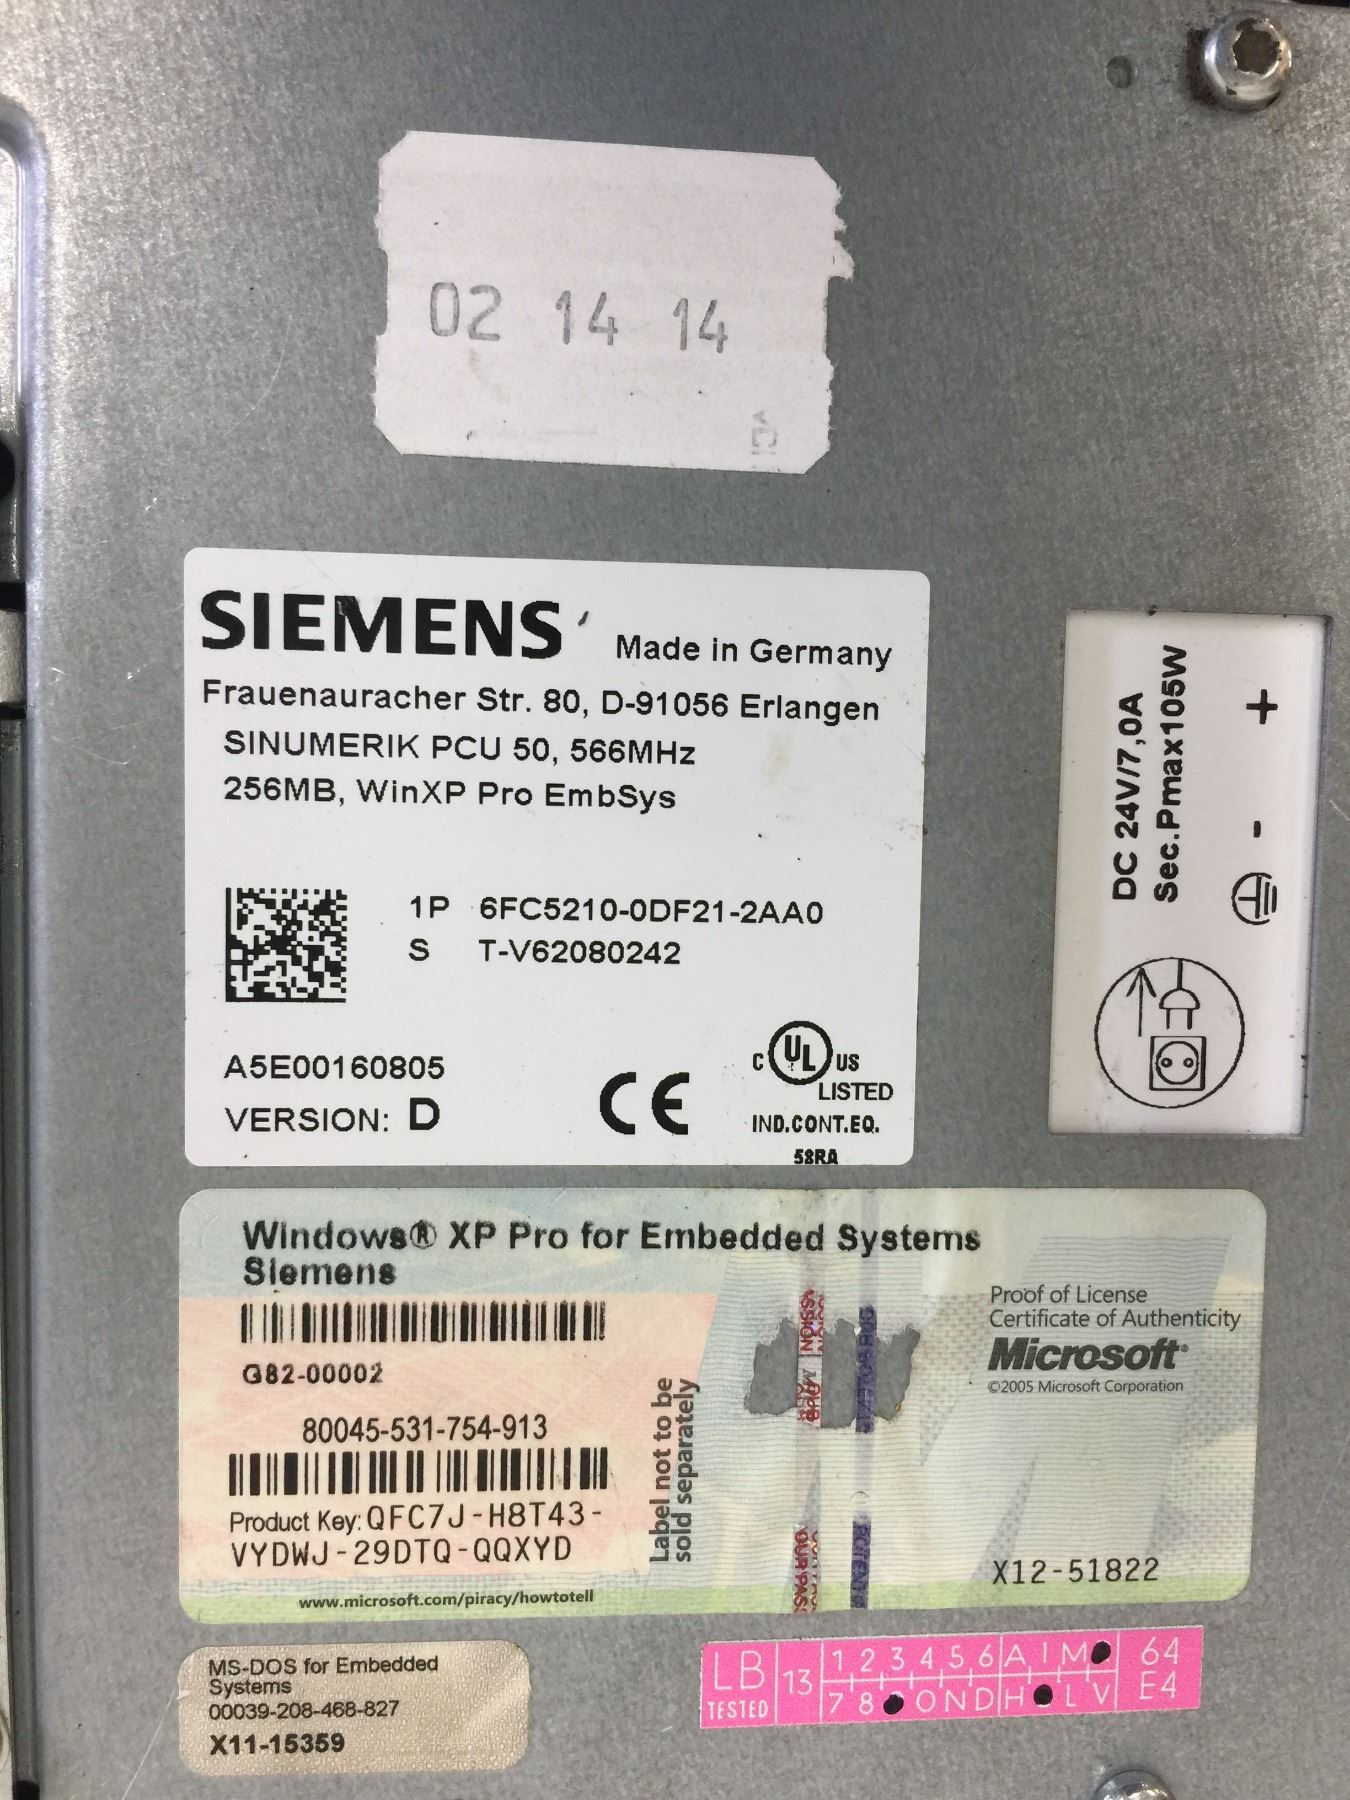 02 14 14
SIEMENS
Made in Germany
Frauenauracher Str. 80, D-91056 Erlangen
SINUMERIK PCU 50, 566MHz
256MB, WinXP Pro EmbSys
1P 6FC5210-0DF21-2AA0
S T-V62080242
A5E00160805
VERSION: D
CE
C UL US
LISTED
IND.CONT.EQ.
58RA
DC 24V/7,0A
Sec.Pmax105W
+
-
Windows® XP Pro for Embedded Systems
Siemens
G82-00002
80045-531-754-913
Product Key: QFC7J-H8T43-
VYDWJ-29DTQ-QQXYD
www.microsoft.com/piracy/howtotell
Label not to be
sold separately
Proof of License
Certificate of Authenticity
Microsoft®
©2005 Microsoft Corporation
X12-51822
MS-DOS for Embedded
Systems
00039-208-468-827
X11-15359
LB
TESTED
13
1 2 3 4 5 6 A I M
7 8 O N D H L V
64
E4